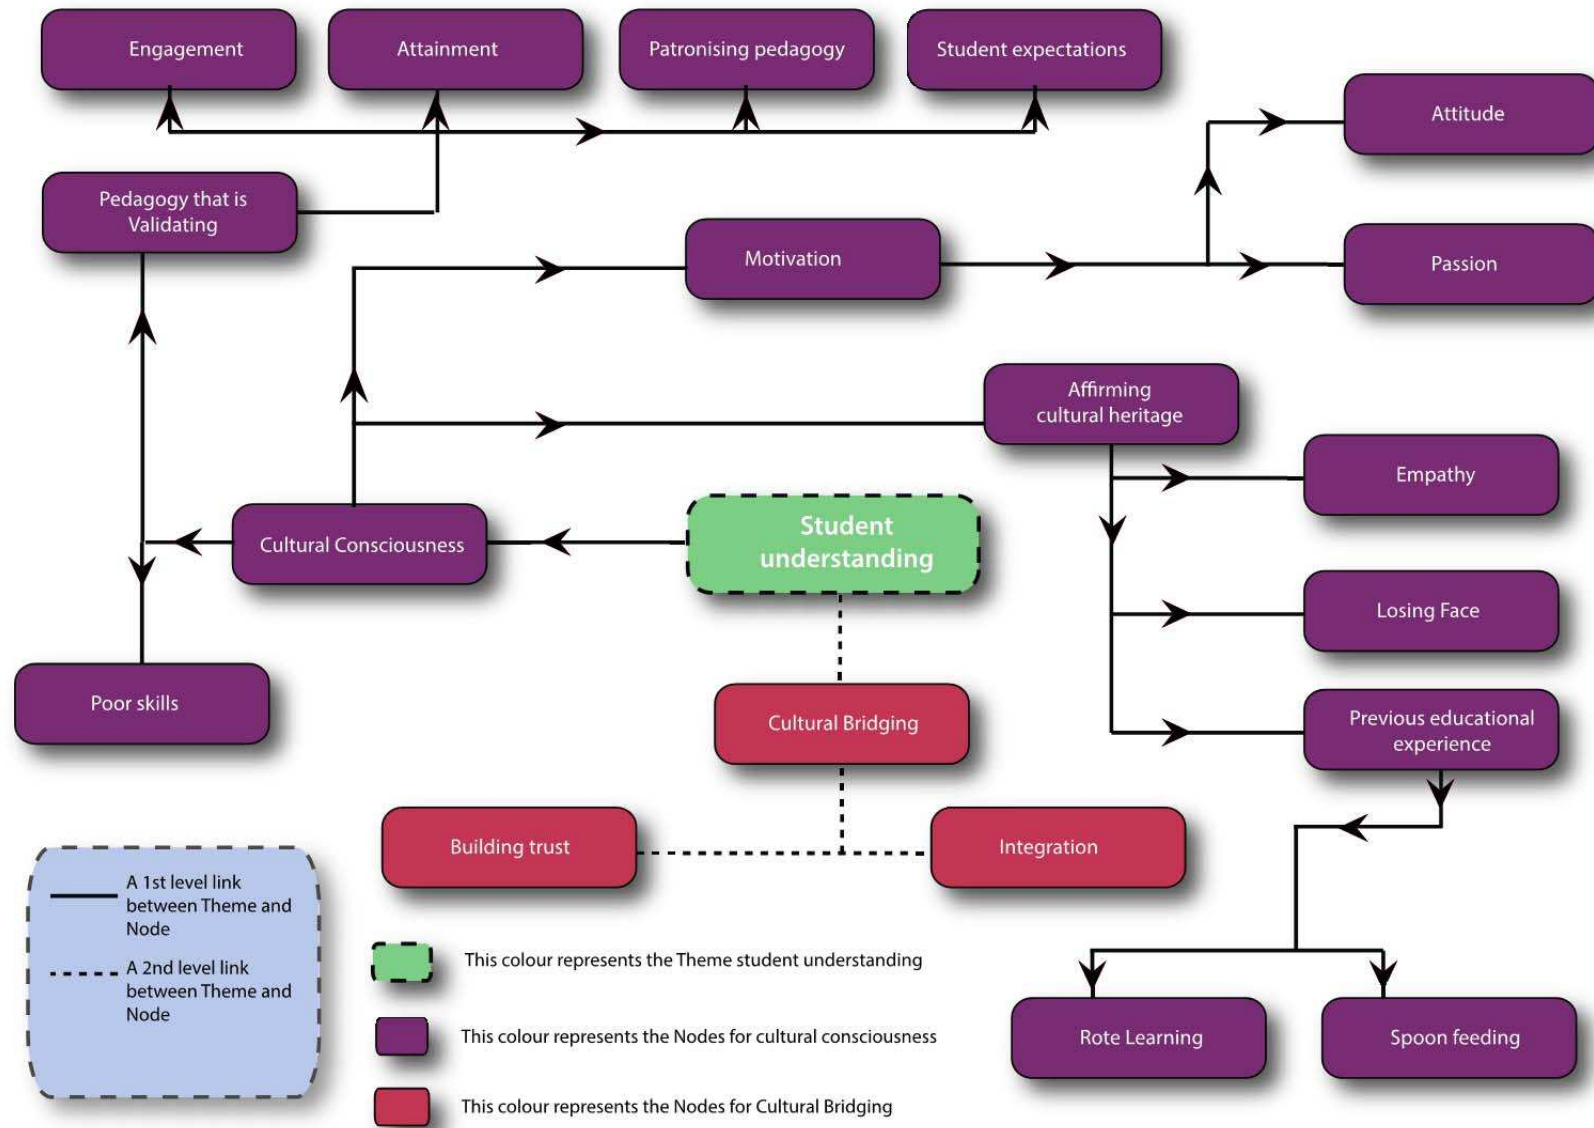 Engagement
Attainment
Patronising pedagogy
Student expectations
Attitude
Pedagogy that is
Validating
Motivation
Passion
Affirming
cultural heritage
Empathy
Cultural Consciousness
Student
understanding
Losing Face
Poor skills
Cultural Bridging
Previous educational
experience
Building trust
Integration
A 1st level link
between Theme and
Node
A 2nd level link
between Theme and
Node
This colour represents the Theme student understanding
This colour represents the Nodes for cultural consciousness
This colour represents the Nodes for Cultural Bridging
Rote Learning
Spoon feeding